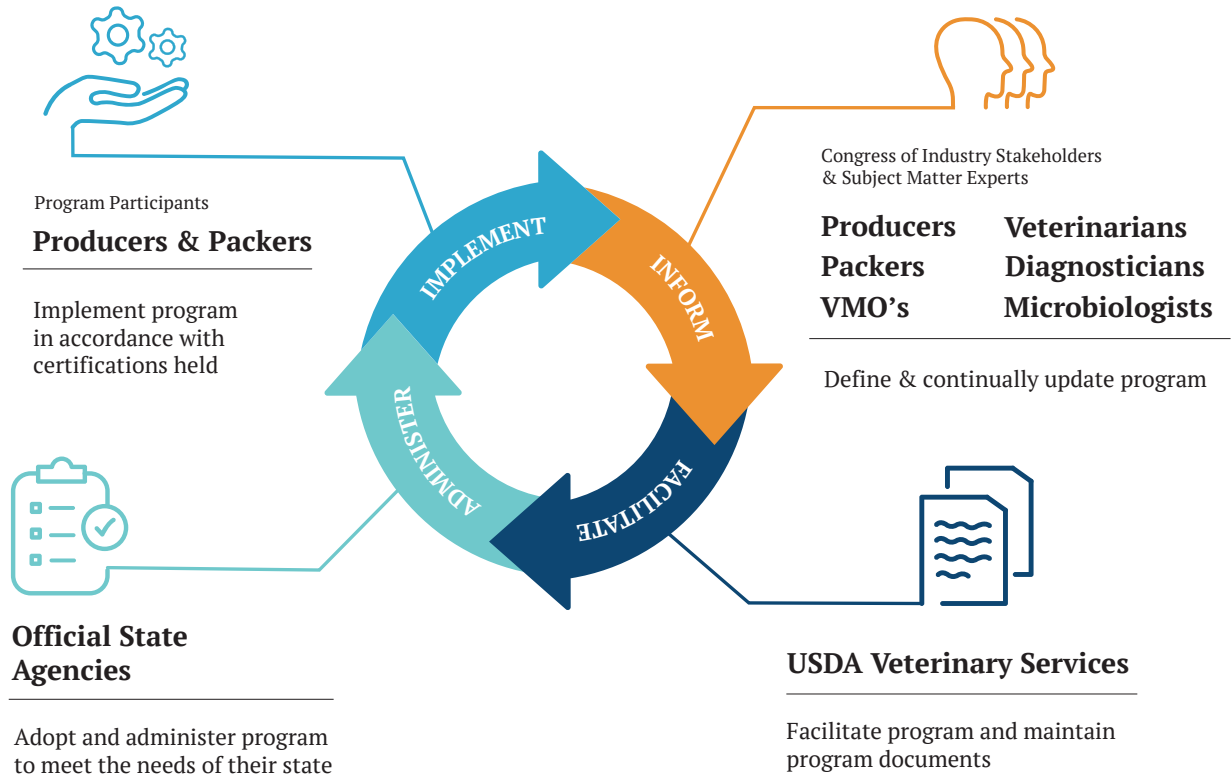 Program Participants
Producers & Packers
Implement program
in accordance with
certifications held
IMPLEMENT
INFORM
FACILITATE
ADMINISTER
Congress of Industry Stakeholders
& Subject Matter Experts
Producers Veterinarians
Packers Diagnosticians
VMO’s Microbiologists
Define & continually update program
Official State
Agencies
Adopt and administer program
to meet the needs of their state
USDA Veterinary Services
Facilitate program and maintain
program documents